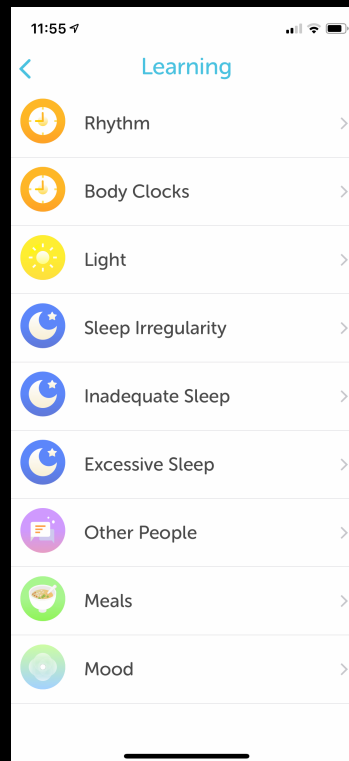 11:55
Learning
Rhythm
Body Clocks
Light
Sleep Irregularity
Inadequate Sleep
Excessive Sleep
Other People
Meals
Mood